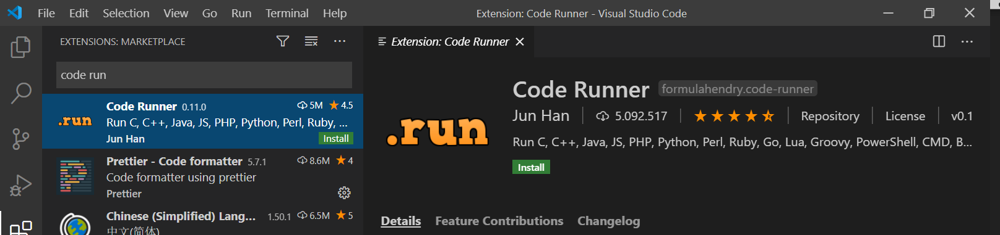 File Edit Selection View Go Run Terminal Help
Extension: Code Runner - Visual Studio Code
EXTENSIONS: MARKETPLACE
code run
Code Runner 0.11.0 5M 4.5
Run C, C++, Java, JS, PHP, Python, Perl, Ruby, ...
Jun Han Install
Prettier - Code formatter 5.7.1 8.6M 4
Code formatter using prettier
Prettier
Chinese (Simplified) Lang... 1.50.1 6.5M 5
中文(简体)
.run
Extension: Code Runner
.run
Code Runner formulahendry.code-runner
Jun Han 5.092.517 Repository License v0.1
Run C, C++, Java, JS, PHP, Python, Perl, Ruby, Go, Lua, Groovy, PowerShell, CMD, B...
Install
Details Feature Contributions Changelog